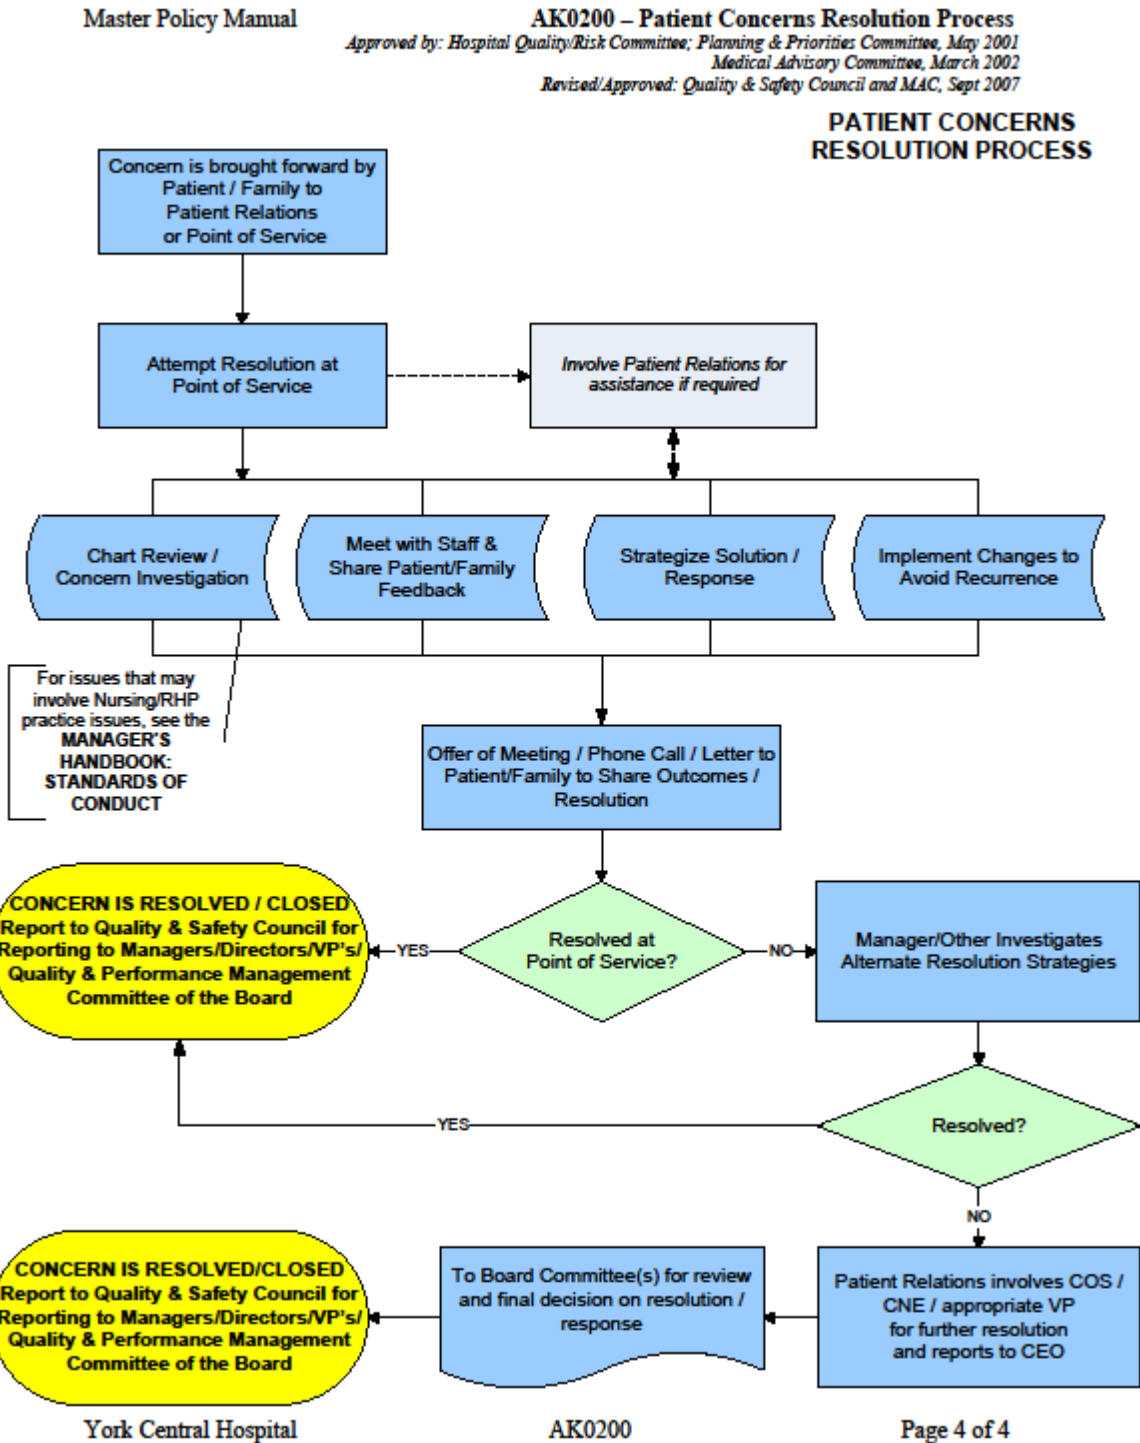 Master Policy Manual
AK0200 – Patient Concerns Resolution Process
Approved by: Hospital Quality/Risk Committee; Planning & Priorities Committee, May 2001
Medical Advisory Committee, March 2002
Revised/Approved: Quality & Safety Council and MAC, Sept 2007
PATIENT CONCERNS
RESOLUTION PROCESS
Concern is brought forward by
Patient / Family to
Patient Relations
or Point of Service
Attempt Resolution at
Point of Service
Involve Patient Relations for
assistance if required
Chart Review /
Concern Investigation
Meet with Staff &
Share Patient/Family
Feedback
Strategize Solution /
Response
Implement Changes to
Avoid Recurrence
For issues that may
involve Nursing/RHP
practice issues, see the
MANAGER'S
HANDBOOK:
STANDARDS OF
CONDUCT
Offer of Meeting / Phone Call / Letter to
Patient/Family to Share Outcomes /
Resolution
CONCERN IS RESOLVED / CLOSED
Report to Quality & Safety Council for
Reporting to Managers/Directors/VP's/
Quality & Performance Management
Committee of the Board
YES
Resolved at
Point of Service?
NO
Manager/Other Investigates
Alternate Resolution Strategies
YES
Resolved?
NO
CONCERN IS RESOLVED/CLOSED
Report to Quality & Safety Council for
Reporting to Managers/Directors/VP's/
Quality & Performance Management
Committee of the Board
To Board Committee(s) for review
and final decision on resolution /
response
Patient Relations involves COS /
CNE / appropriate VP
for further resolution
and reports to CEO
York Central Hospital
AK0200
Page 4 of 4